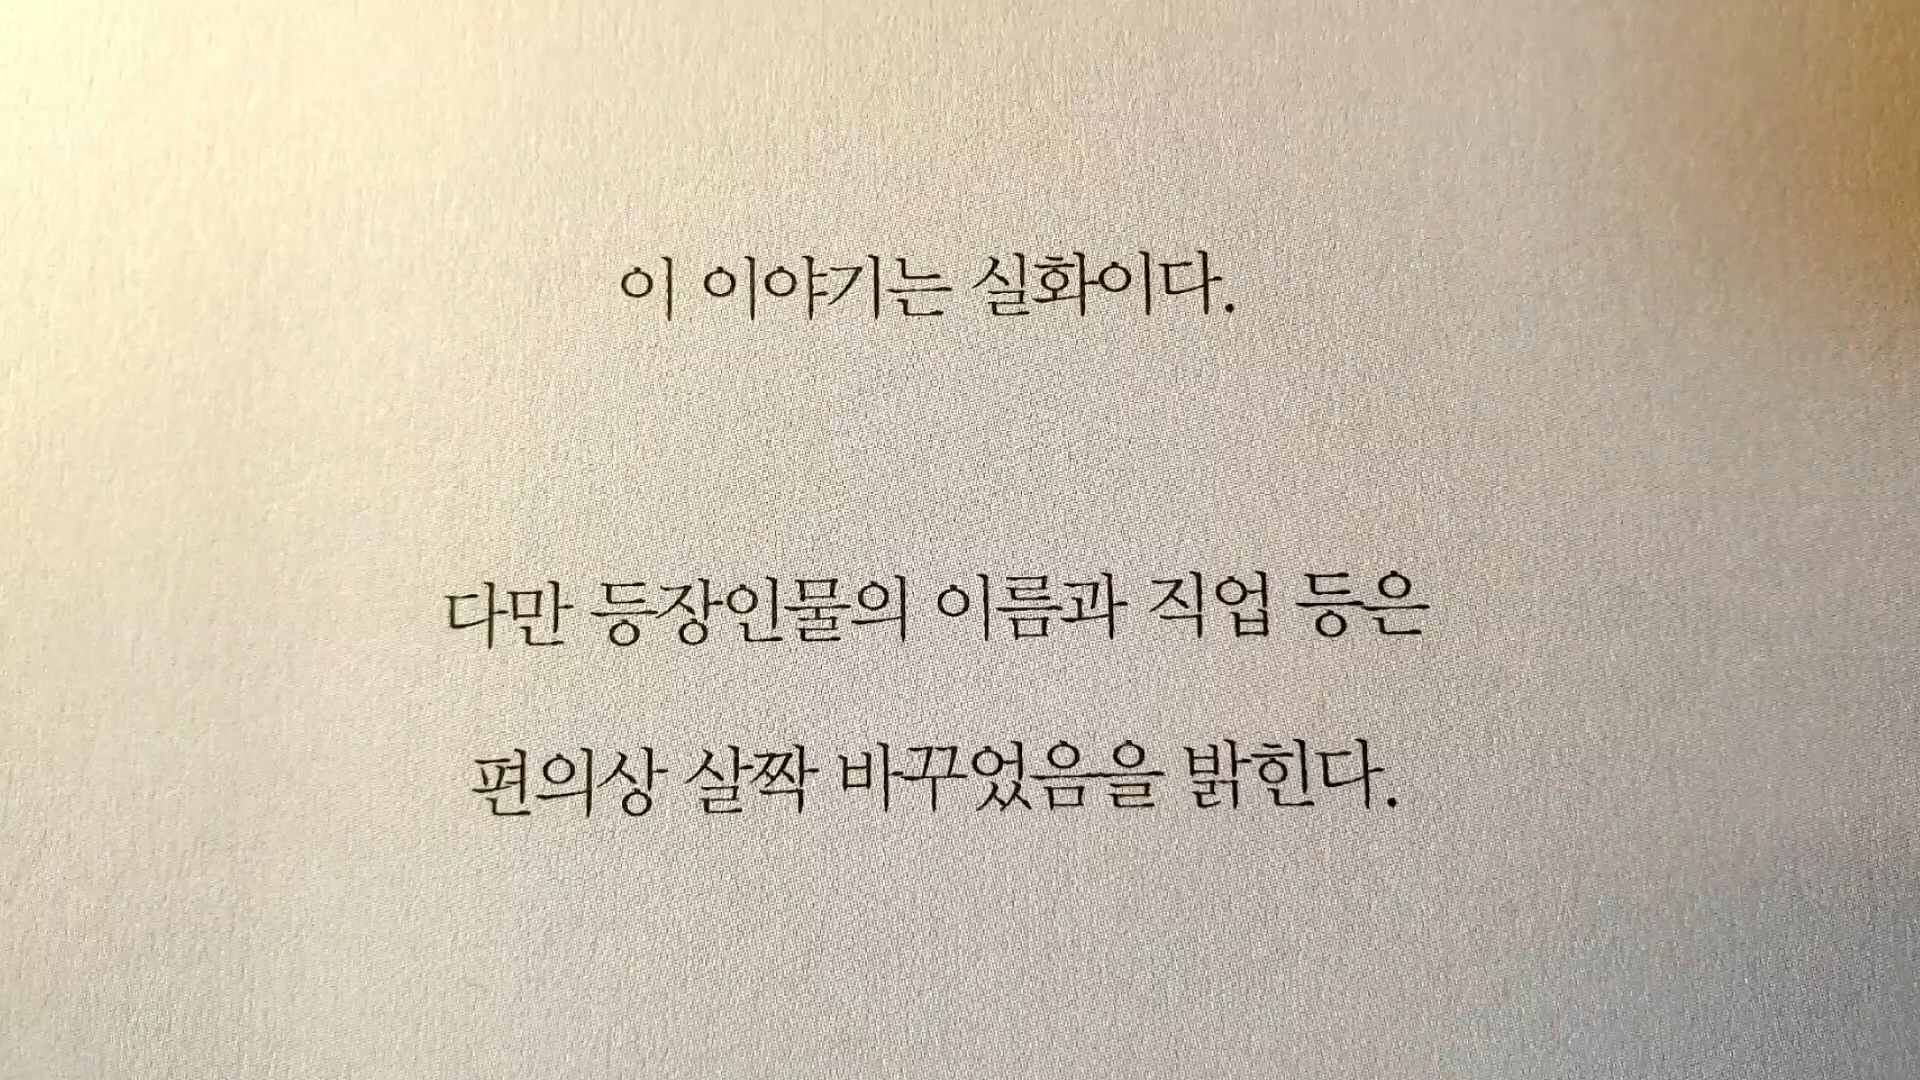 이 이야기는 실화이다.
다만 등장인물의 이름과 직업 등은
편의상 살짝 바꾸었음을 밝힌다.